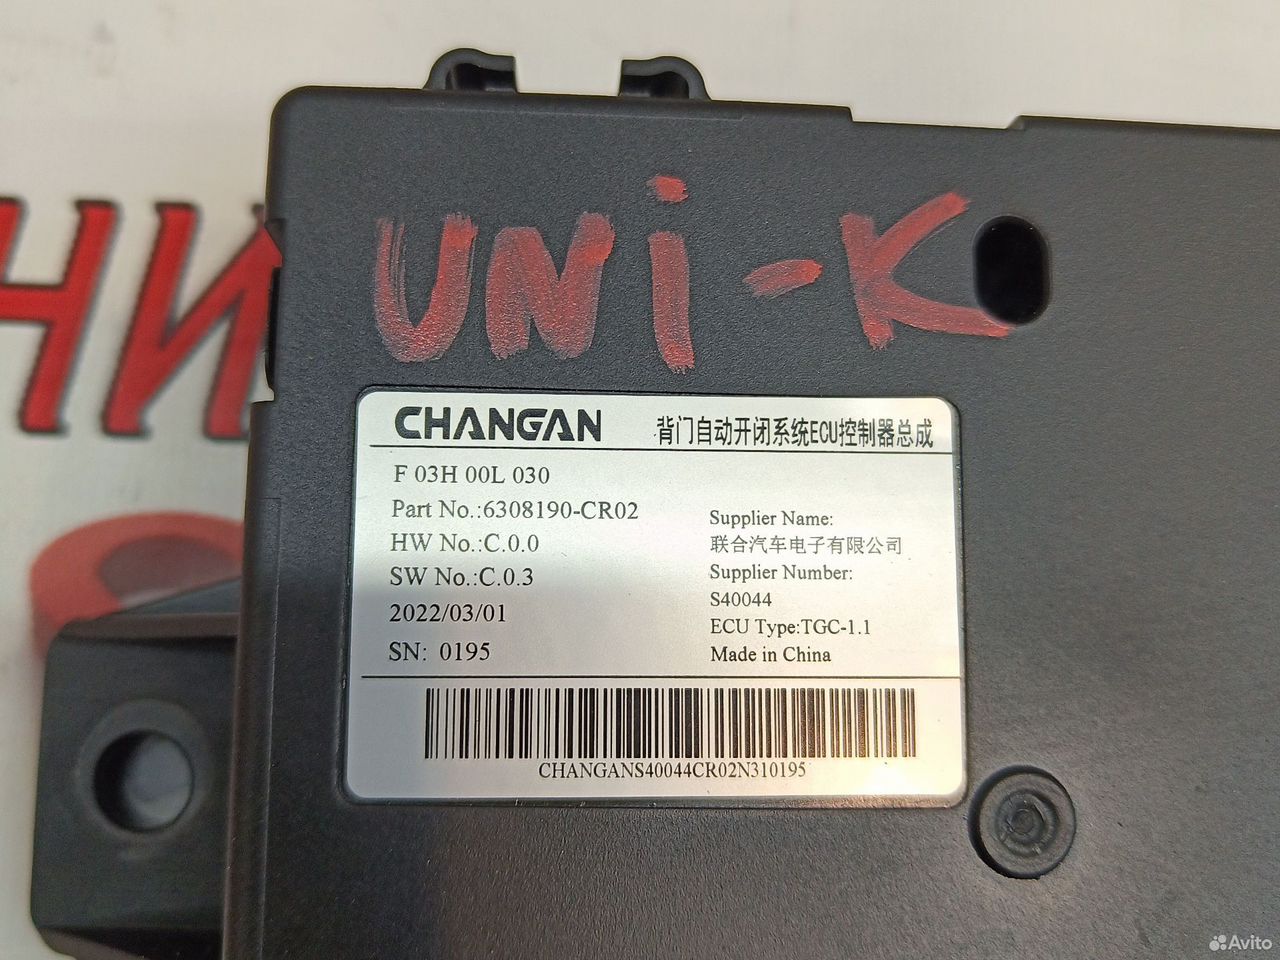 UNi-K
НИ
CHANGAN 背门自动开闭系统ECU控制器总成
F 03H 00L 030
Part No.:6308190-CR02
HW No.:C.0.0
SW No.:C.0.3
2022/03/01
SN: 0195
Supplier Name:
联合汽车电子有限公司
Supplier Number:
S40044
ECU Type:TGC-1.1
Made in China
CHANGANS40044CR02N310195
Avito